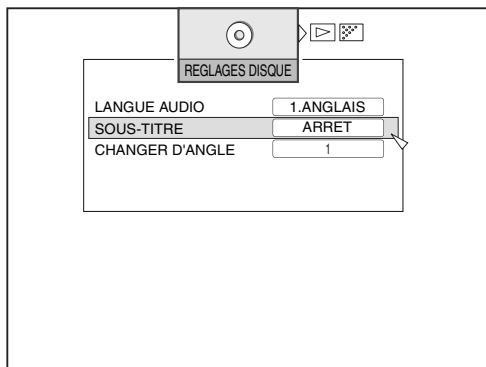 REGLAGES DISQUE
LANGUE AUDIO 1.ANGLAIS
SOUS-TITRE ARRET
CHANGER D'ANGLE 1